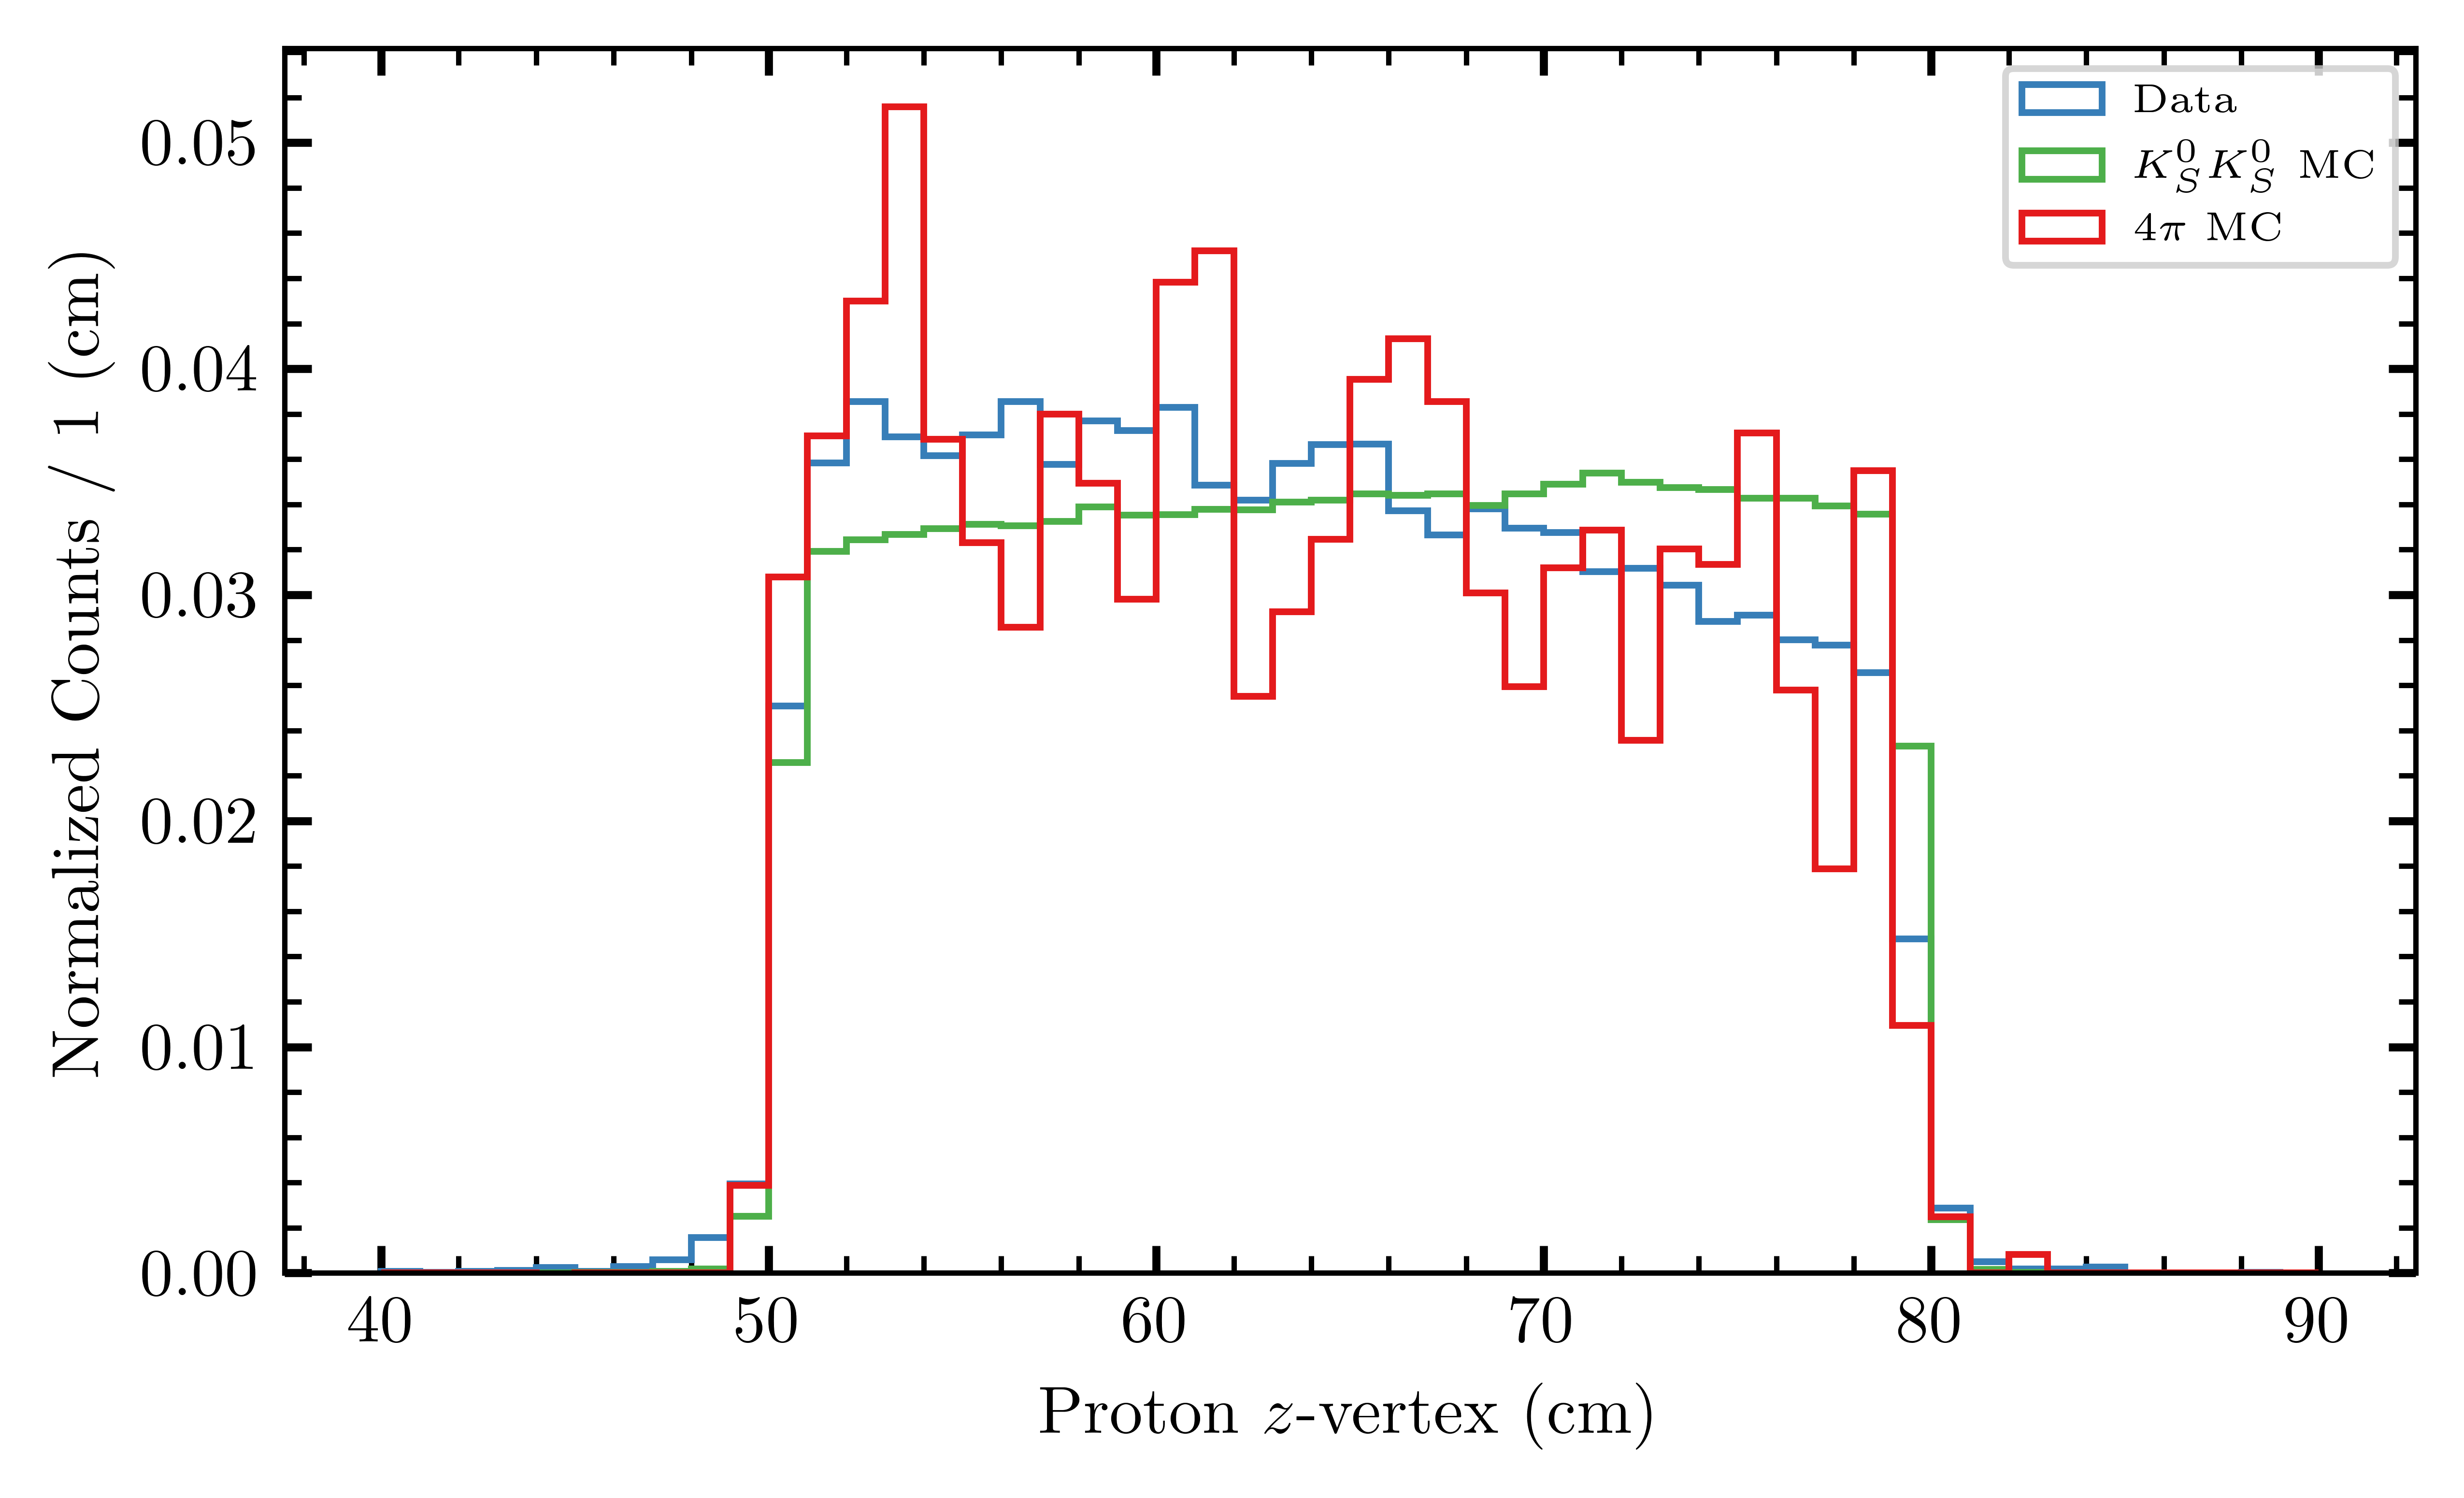 Normalized Counts / 1 (cm)
0.05
0.04
0.03
0.02
0.01
0.00
Data
$K_S^0 K_S^0$ MC
4π MC
40 50 60 70 80 90
Proton z-vertex (cm)